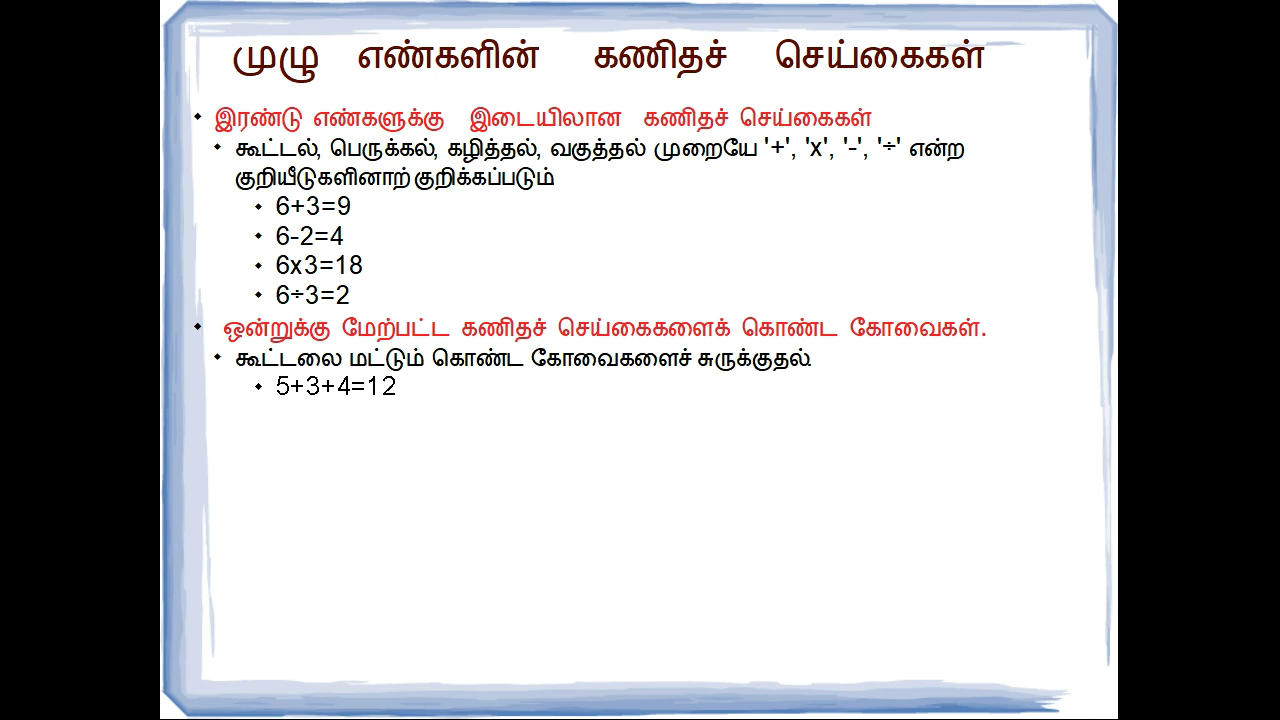 முழு எண்களின் கணிதச் செய்கைகள்
இரண்டு எண்களுக்கு இடையிலான கணிதச் செய்கைகள்
கூட்டல், பெருக்கல், கழித்தல், வகுத்தல் முறையே '+', 'x', '-', '÷' என்ற
குறியீடுகளினாற் குறிக்கப்படும்
6+3=9
6-2=4
6x3=18
6÷3=2
ஒன்றுக்கு மேற்பட்ட கணிதச் செய்கைகளைக் கொண்ட கோவைகள்.
கூட்டலை மட்டும் கொண்ட கோவைகளைச் சுருக்குதல்.
5+3+4=12